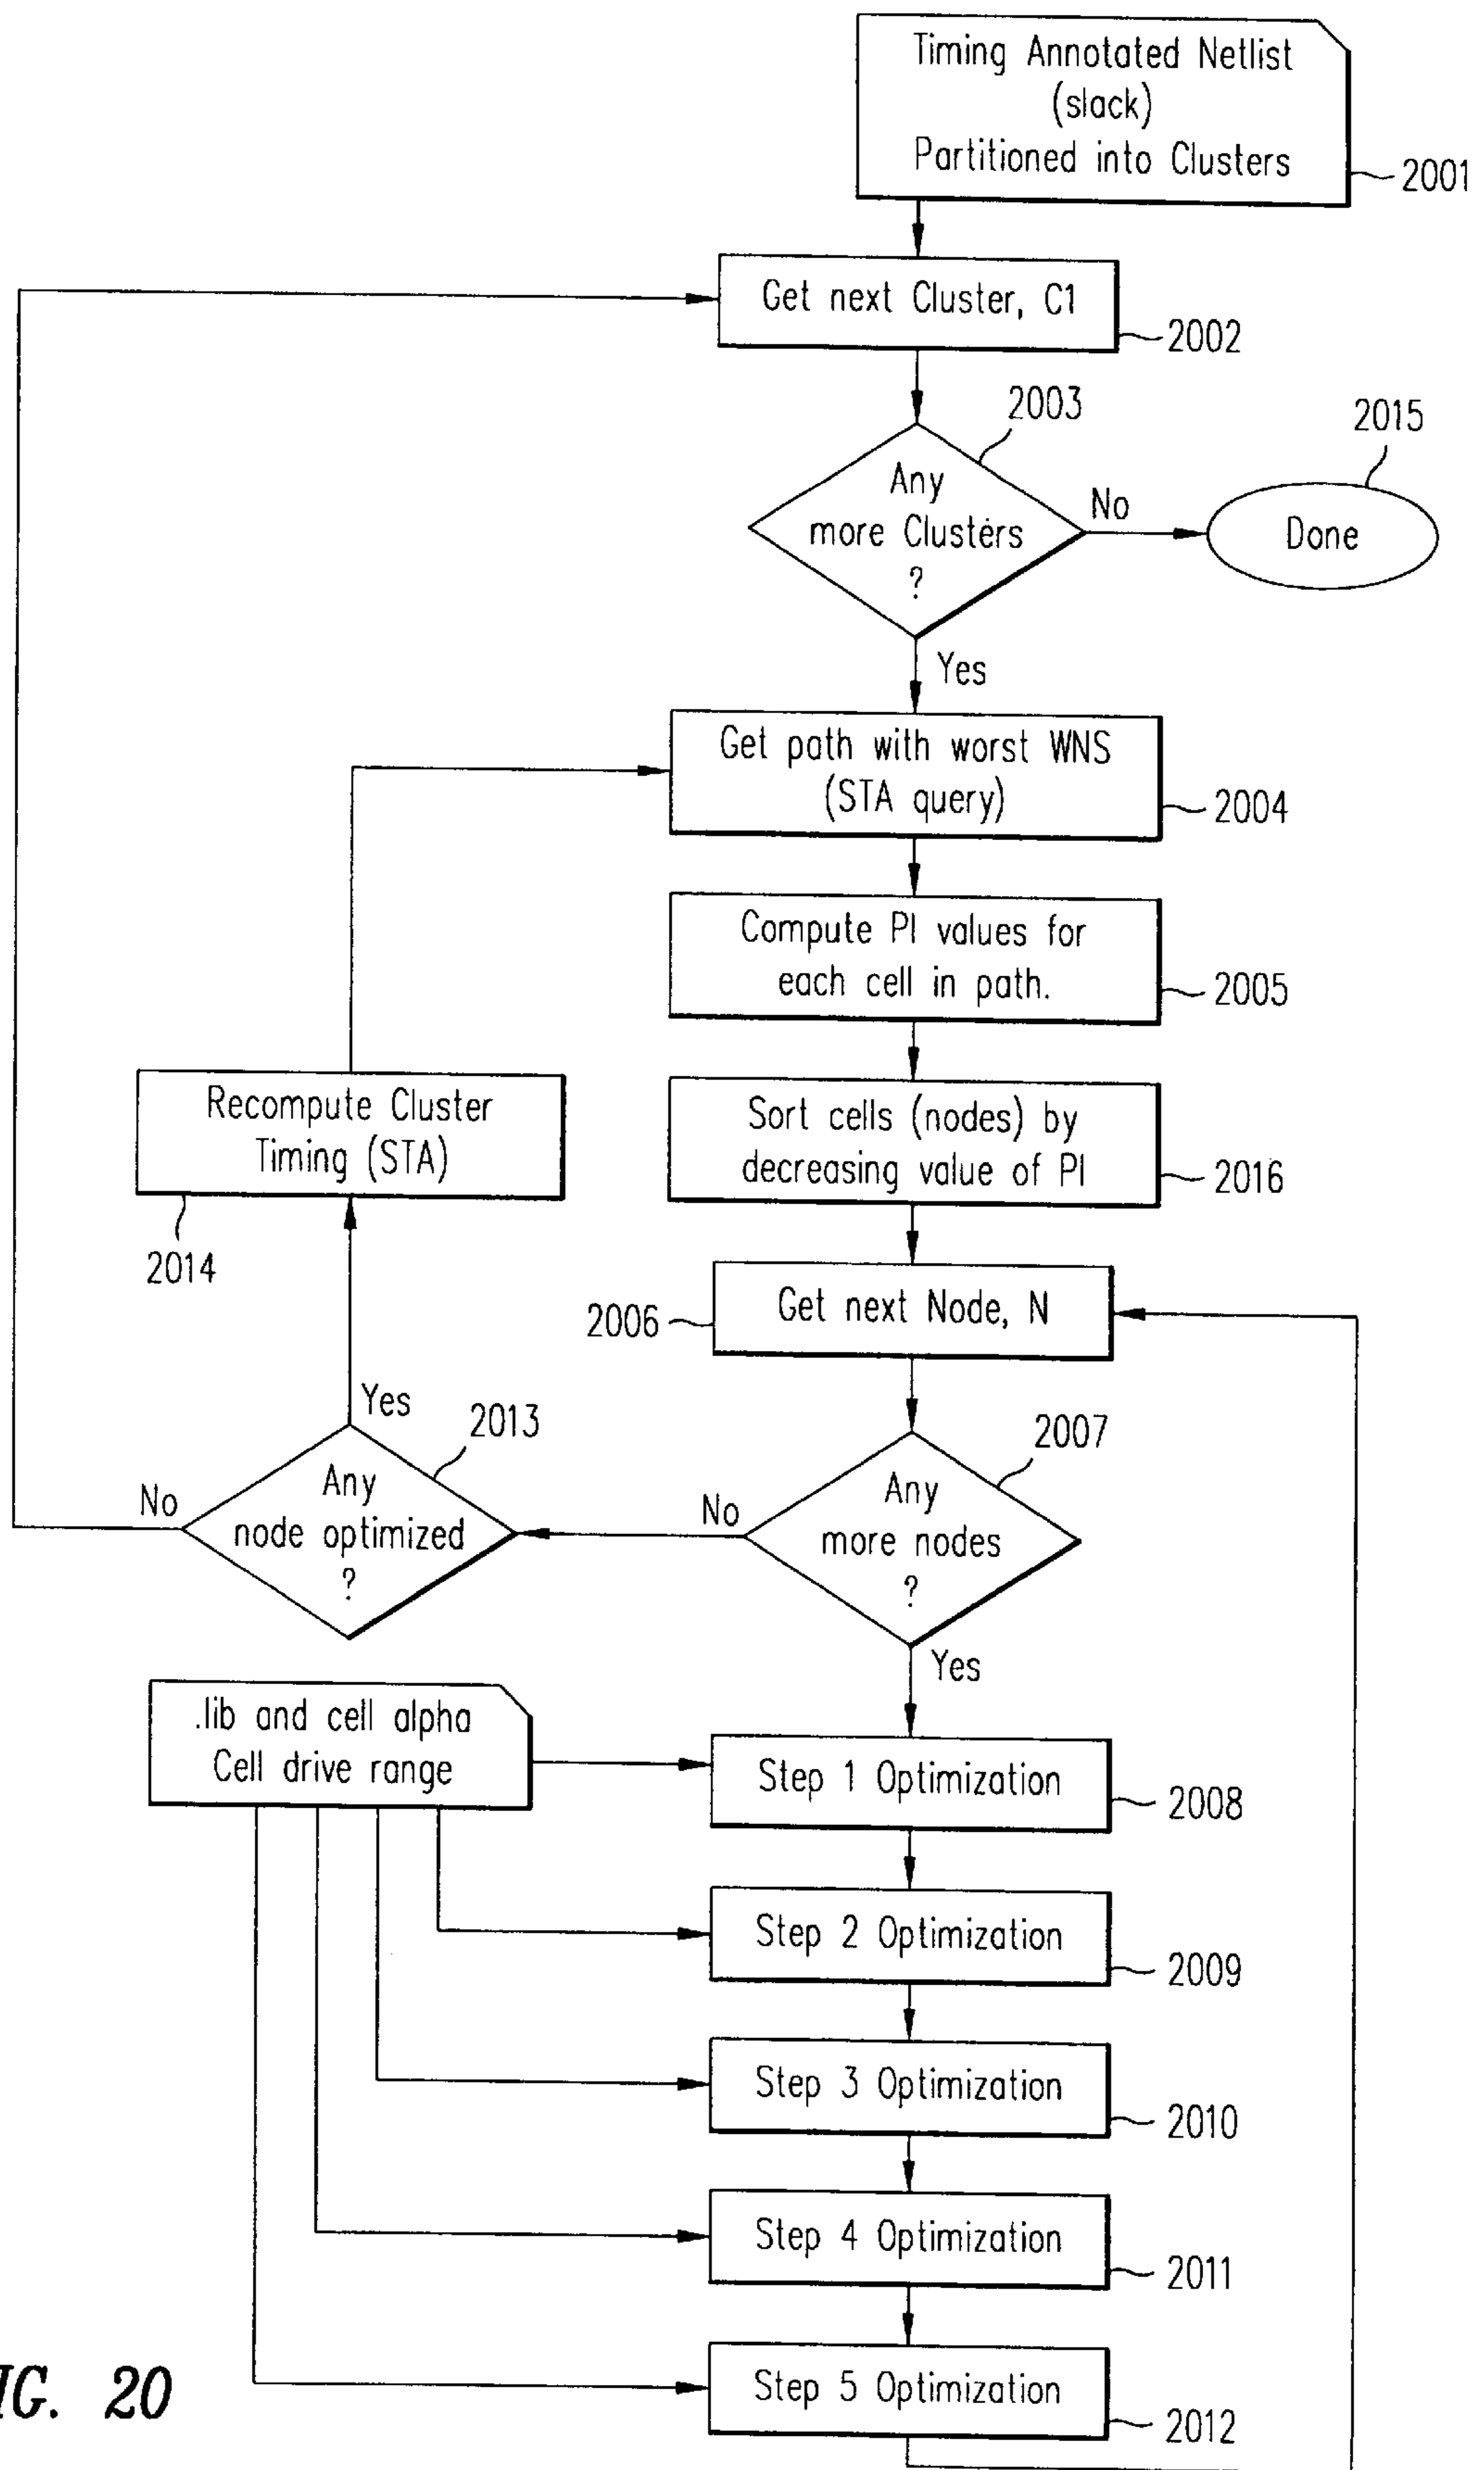 Timing Annotated Netlist
(slack)
Partitioned into Clusters
2001
Get next Cluster, C1
2002
2003
Any
more Clusters
?
No
2015
Done
Yes
Get path with worst WNS
(STA query)
2004
Compute PI values for
each cell in path.
2005
Recompute Cluster
Timing (STA)
2014
Sort cells (nodes) by
decreasing value of PI
2016
2006
Get next Node, N
Yes
2013
Any
node optimized
?
No
2007
Any
more nodes
?
No
Yes
.lib and cell alpha
Cell drive range
Step 1 Optimization
2008
Step 2 Optimization
2009
Step 3 Optimization
2010
Step 4 Optimization
2011
Step 5 Optimization
2012
IG. 20